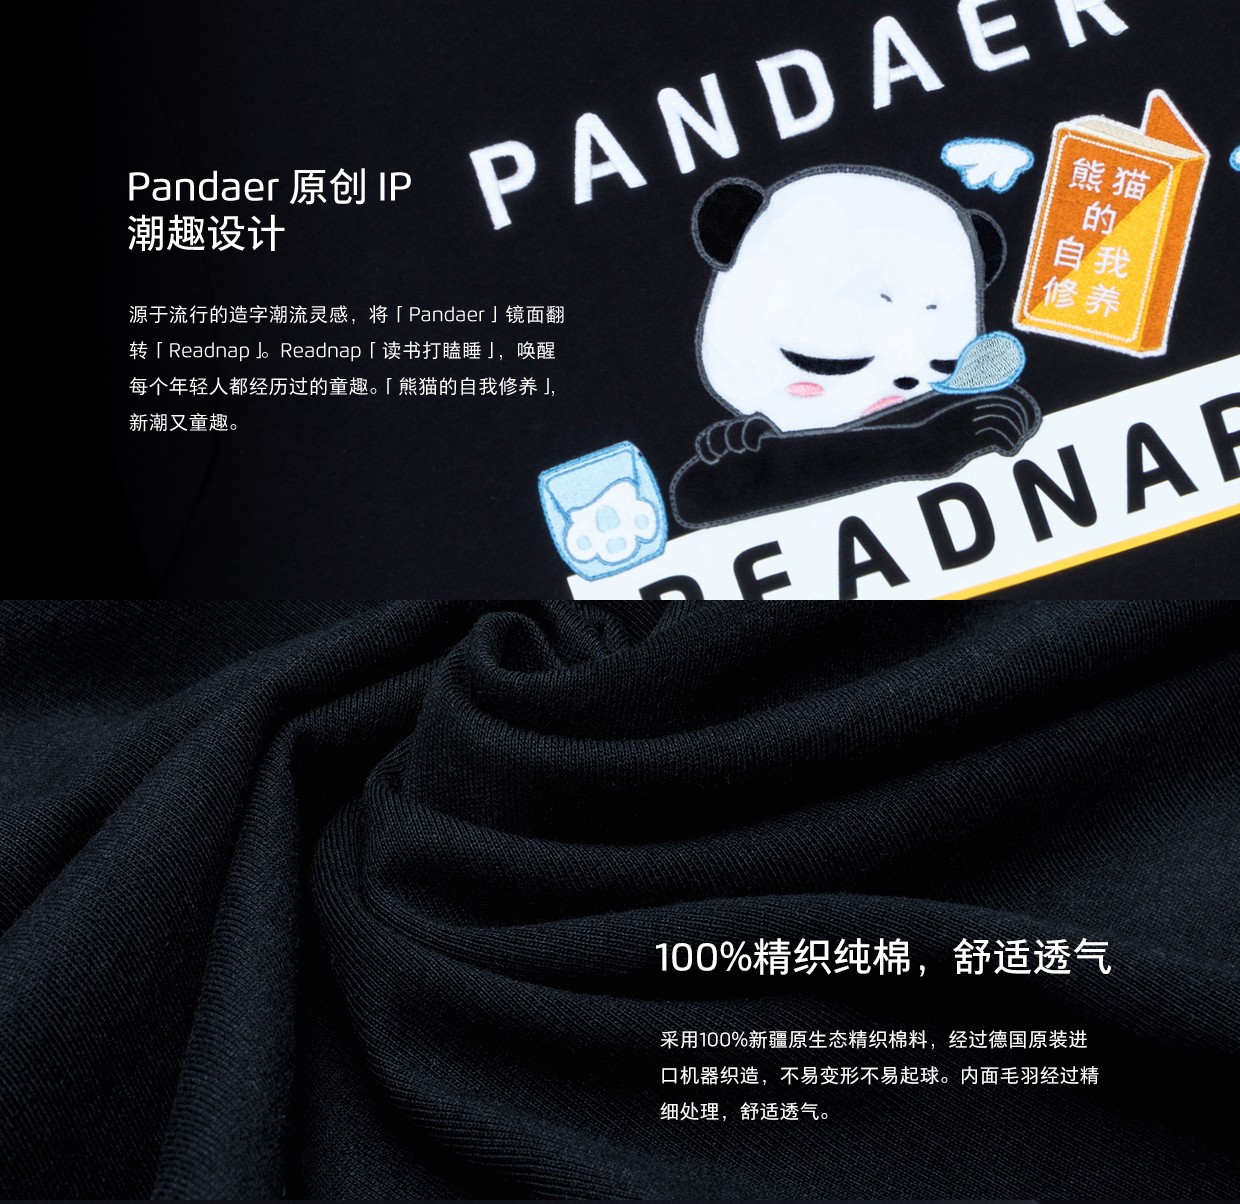 PANDAER
Pandaer 原创 IP
潮趣设计
熊猫
的
自我
修养
源于流行的造字潮流灵感，将「Pandaer」镜面翻
转「Readnap」。Readnap「读书打瞌睡」，唤醒
每个年轻人都经历过的童趣。「熊猫的自我修养」，
新潮又童趣。
READNAP
100%精织纯棉，舒适透气
采用100%新疆原生态精织棉料，经过德国原装进
口机器织造，不易变形不易起球。内面毛羽经过精
细处理，舒适透气。